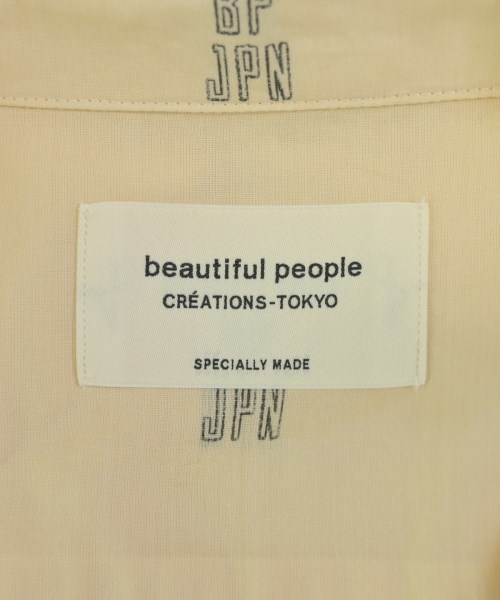 BP
JPN
beautiful people
CRÉATIONS-TOKYO
SPECIALLY MADE
JPN